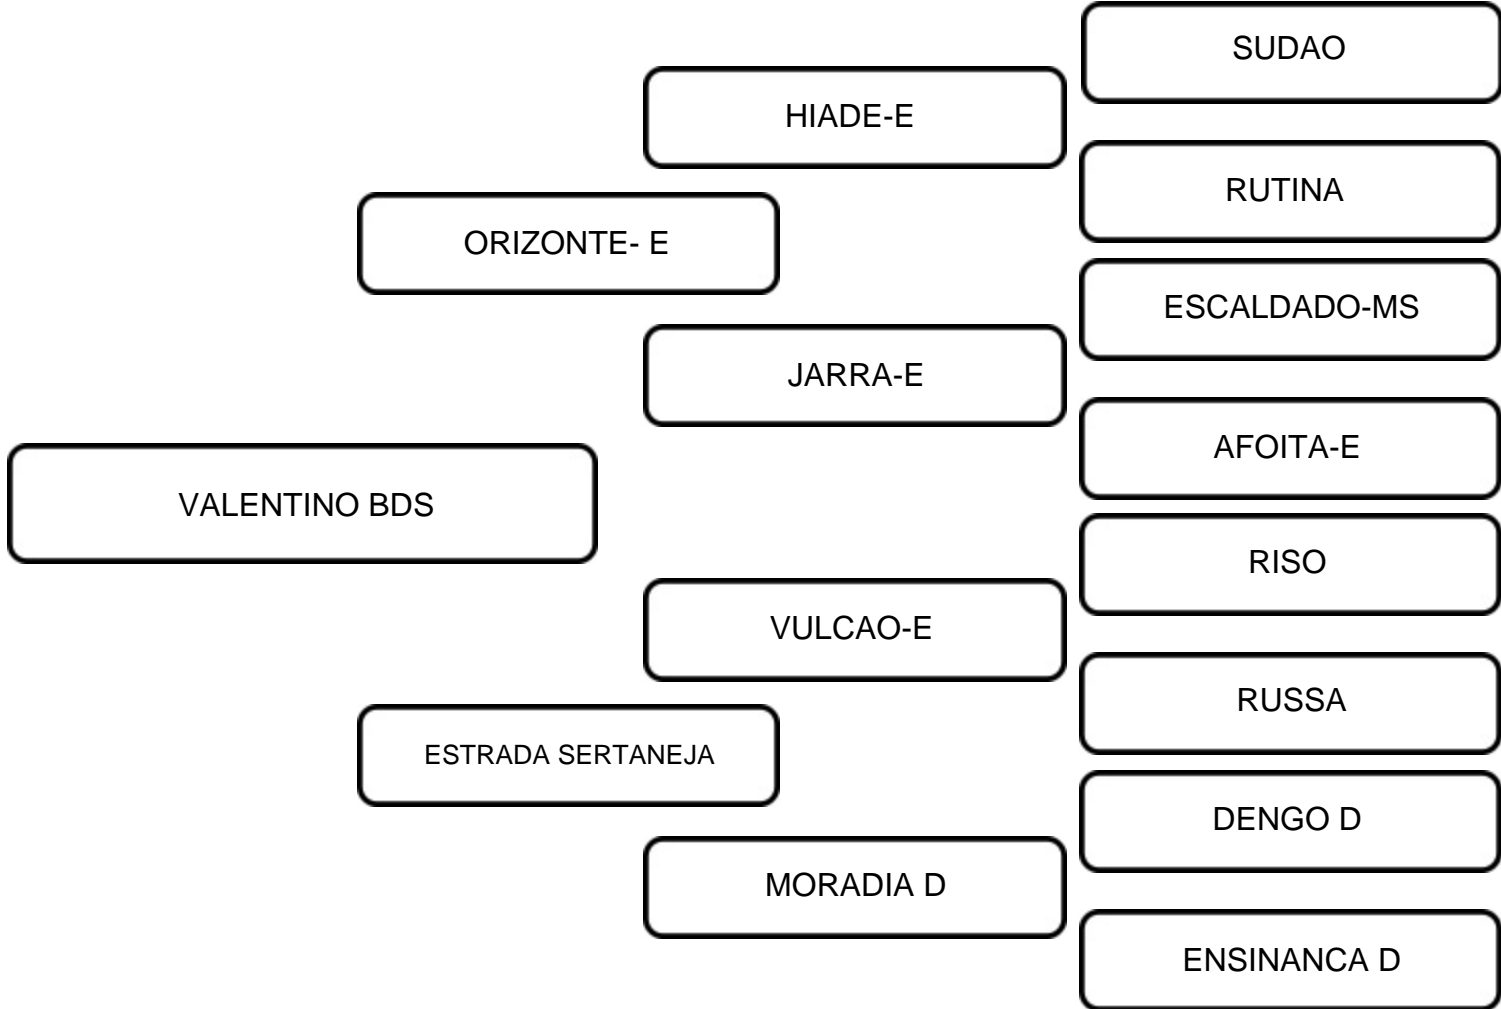 SUDAO
HIADE-E
RUTINA
ORIZONTE- E
ESCALDADO-MS
JARRA-E
AFOITA-E
VALENTINO BDS
RISO
VULCAO-E
RUSSA
ESTRADA SERTANEJA
DENGO D
MORADIA D
ENSINANCA D